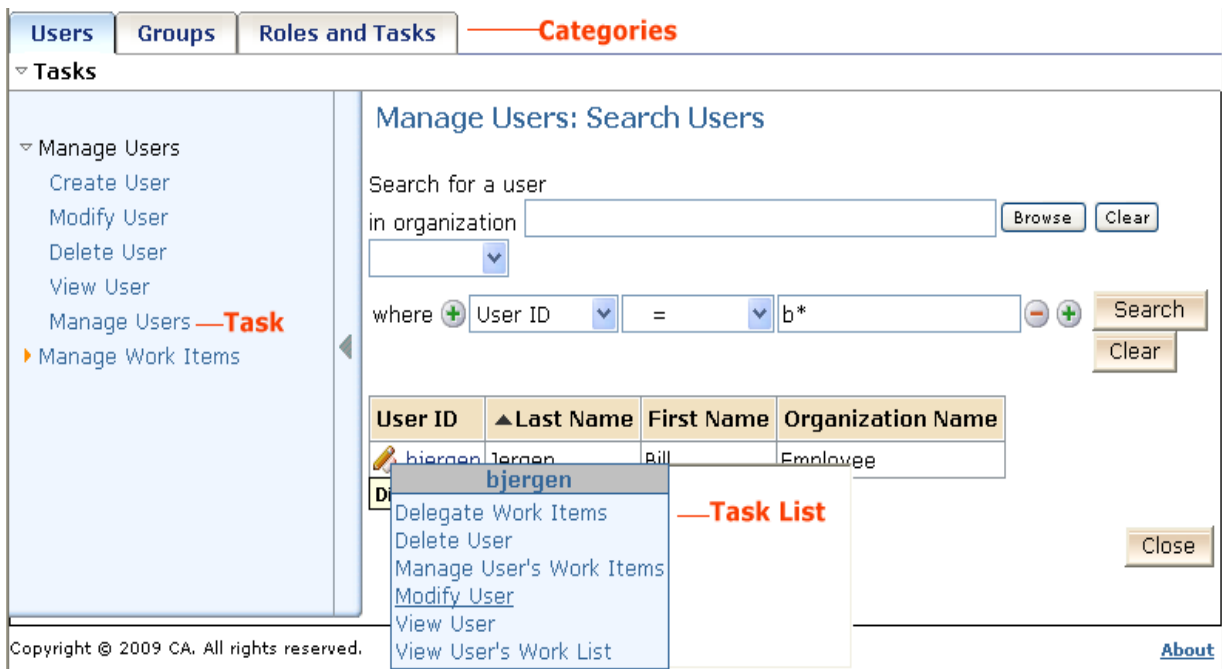 Users Groups Roles and Tasks Categories
Tasks
Manage Users: Search Users
Manage Users
Create User
Modify User
Delete User
View User
Manage Users Task
Manage Work Items
Search for a user
in organization Browse Clear
where User ID = b* Search
Clear
User ID Last Name First Name Organization Name
bjergen Jergen Bill Employee
Di
bjergen
Delegate Work Items
Delete User
Manage User's Work Items
Modify User
View User
View User's Work List
Task List
Close
Copyright © 2009 CA. All rights reserved.
About